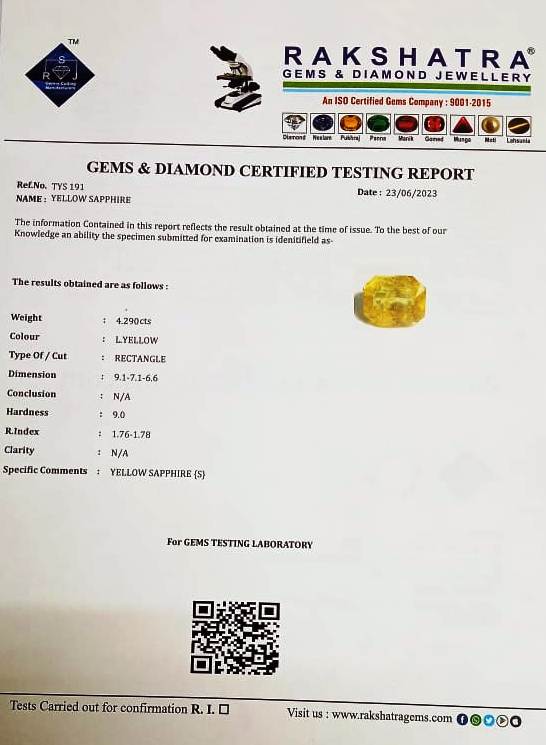 TM
S
R J
Gems Cutting
Manufacturers
RAKSHATRA®
GEMS & DIAMOND JEWELLERY
An ISO Certified Gems Company : 9001-2015
Diamond Neelam Pukhraj Panna Manik Gomed Munga Moti Lahsunia
GEMS & DIAMOND CERTIFIED TESTING REPORT
Ref.No. TYS 191
Date : 23/06/2023
NAME : YELLOW SAPPHIRE
The information Contained in this report reflects the result obtained at the time of issue. To the best of our
Knowledge an ability the specimen submitted for examination is idenitifield as-
The results obtained are as follows :
Weight : 4.290cts
Colour : L.YELLOW
Type Of / Cut : RECTANGLE
Dimension : 9.1-7.1-6.6
Conclusion : N/A
Hardness : 9.0
R.Index : 1.76-1.78
Clarity : N/A
Specific Comments : YELLOW SAPPHIRE {S}
For GEMS TESTING LABORATORY
Tests Carried out for confirmation R. I. ☐
Visit us : www.rakshatragems.com